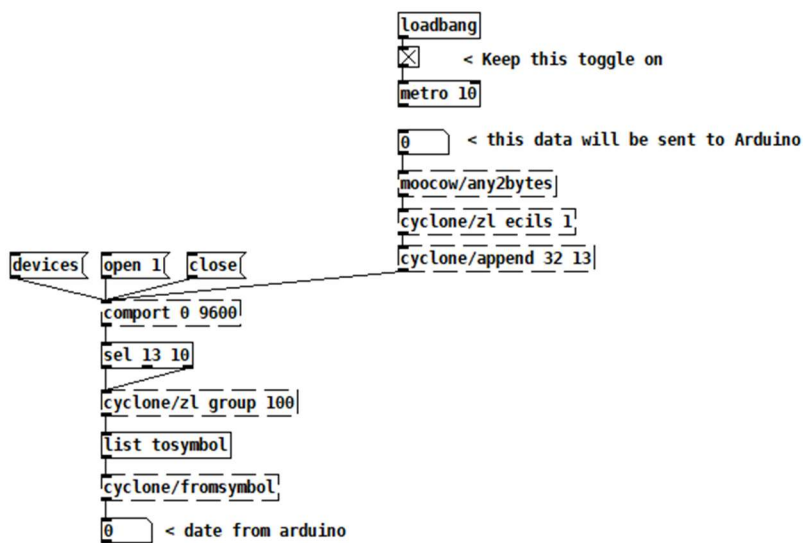 loadbang
< Keep this toggle on
metro 10
0
< this data will be sent to Arduino
moocow/any2bytes
cyclone/zl ecils 1
cyclone/append 32 13
devices
open 1
close
comport 0 9600
sel 13 10
cyclone/zl group 100
list tosymbol
cyclone/fromsymbol
0
< date from arduino